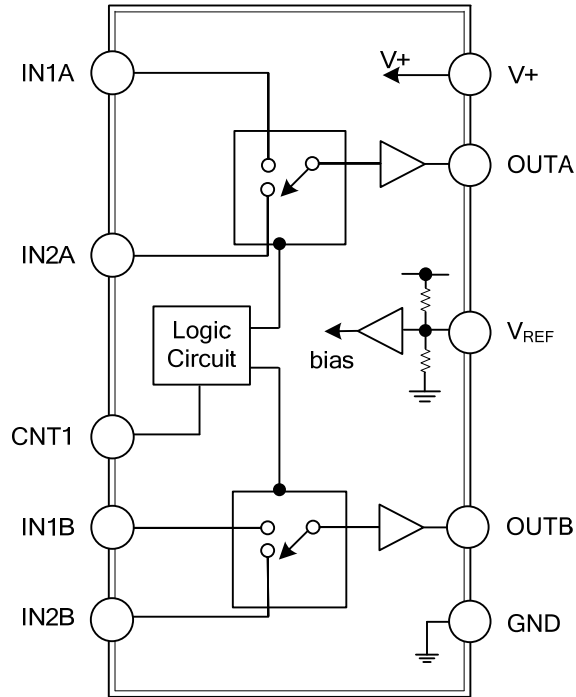 IN1A
V+
V+
OUTA
IN2A
Logic
Circuit
bias
VREF
CNT1
IN1B
OUTB
IN2B
GND